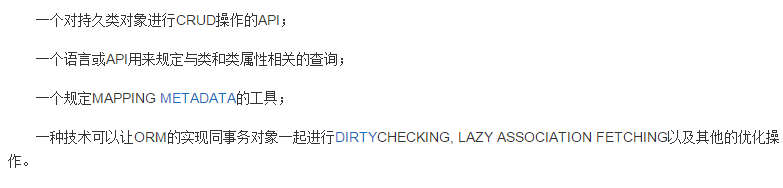 一个对持久类对象进行CRUD操作的API；
一个语言或API用来规定与类和类属性相关的查询；
一个规定MAPPING METADATA的工具；
一种技术可以让ORM的实现同事务对象一起进行DIRTYCHECKING, LAZY ASSOCIATION FETCHING以及其他的优化操
作。